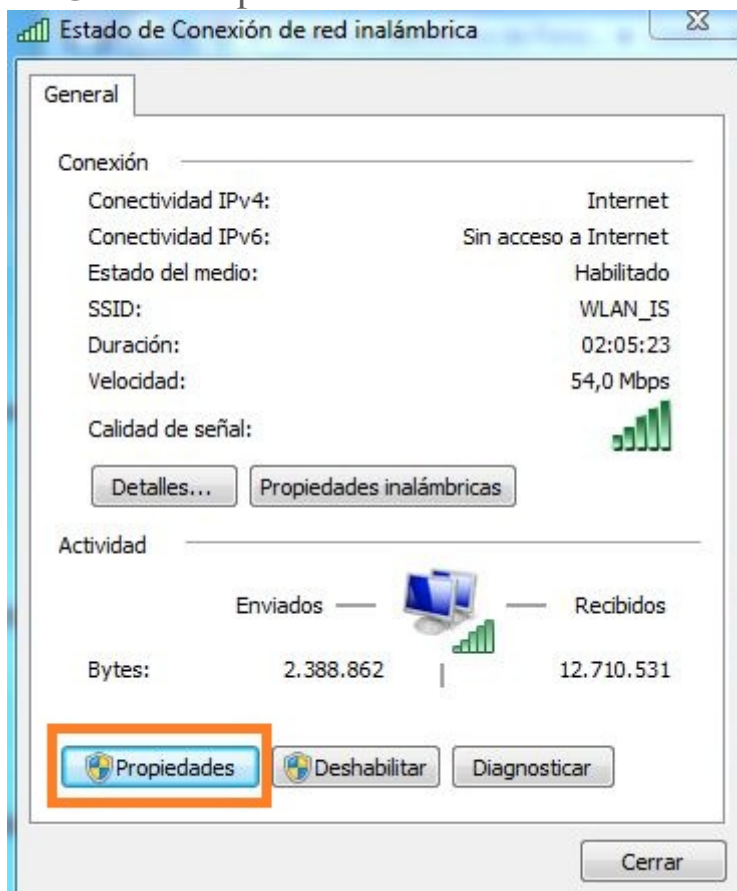 Estado de Conexión de red inalámbrica
General
Conexión
Conectividad IPv4: Internet
Conectividad IPv6: Sin acceso a Internet
Estado del medio: Habilitado
SSID: WLAN_IS
Duración: 02:05:23
Velocidad: 54,0 Mbps
Calidad de señal:
Detalles... Propiedades inalámbricas
Actividad
Enviados Recibidos
Bytes: 2.388.862 12.710.531
Propiedades Deshabilitar Diagnosticar
Cerrar